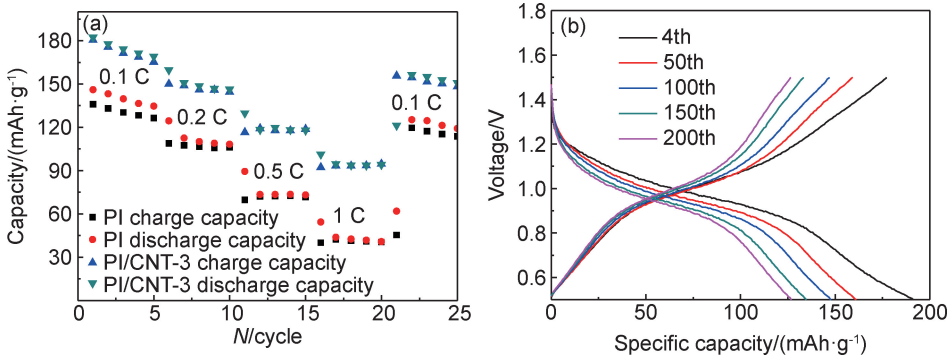 (a)
Capacity/(mAh·g⁻¹)
180
150
120
90
60
30
0.1 C
0.2 C
0.5 C
1 C
0.1 C
PI charge capacity
PI discharge capacity
PI/CNT-3 charge capacity
PI/CNT-3 discharge capacity
0 5 10 15 20 25
N/cycle
(b)
Voltage/V
1.6
1.4
1.2
1.0
0.8
0.6
4th
50th
100th
150th
200th
0 50 100 150 200
Specific capacity/(mAh·g⁻¹)